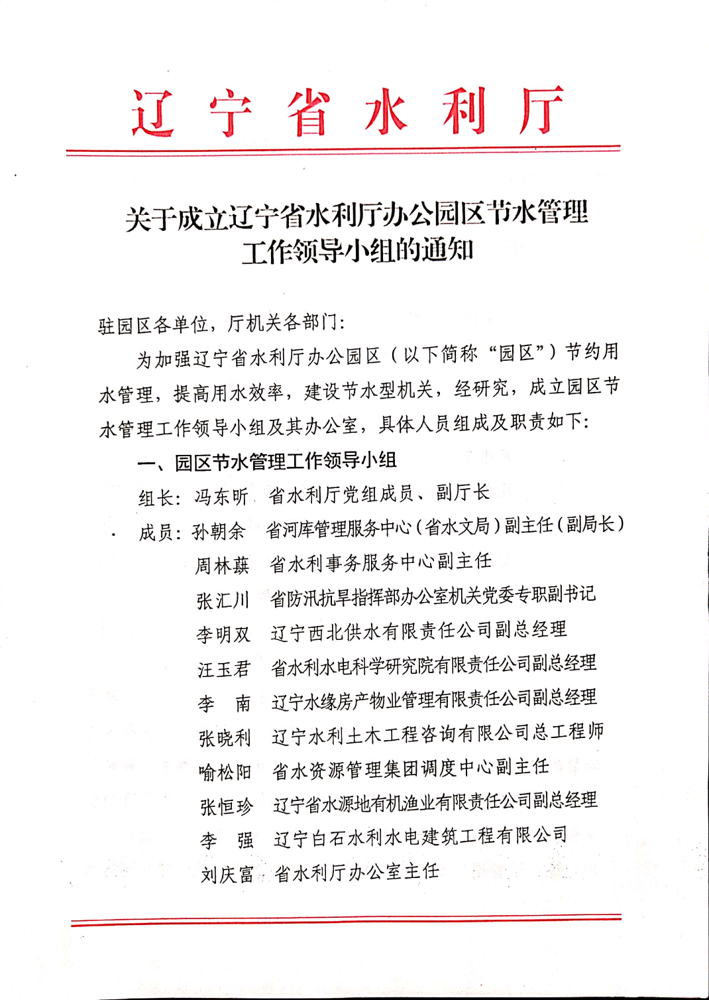 辽宁省水利厅
关于成立辽宁省水利厅办公园区节水管理
工作领导小组的通知
驻园区各单位，厅机关各部门：
为加强辽宁省水利厅办公园区（以下简称“园区”）节约用
水管理，提高用水效率，建设节水型机关，经研究，成立园区节
水管理工作领导小组及其办公室，具体人员组成及职责如下：
一、园区节水管理工作领导小组
组长：冯东昕 省水利厅党组成员、副厅长
成员：孙朝余 省河库管理服务中心（省水文局）副主任（副局长）
周林蕻 省水利事务服务中心副主任
张汇川 省防汛抗旱指挥部办公室机关党委专职副书记
李明双 辽宁西北供水有限责任公司副总经理
汪玉君 省水利水电科学研究院有限责任公司副总经理
李 南 辽宁水缘房产物业管理有限责任公司副总经理
张晓利 辽宁水利土木工程咨询有限公司总工程师
喻松阳 省水资源管理集团调度中心副主任
张恒珍 辽宁省水源地有机渔业有限责任公司副总经理
李 强 辽宁白石水利水电建筑工程有限公司
刘庆富 省水利厅办公室主任